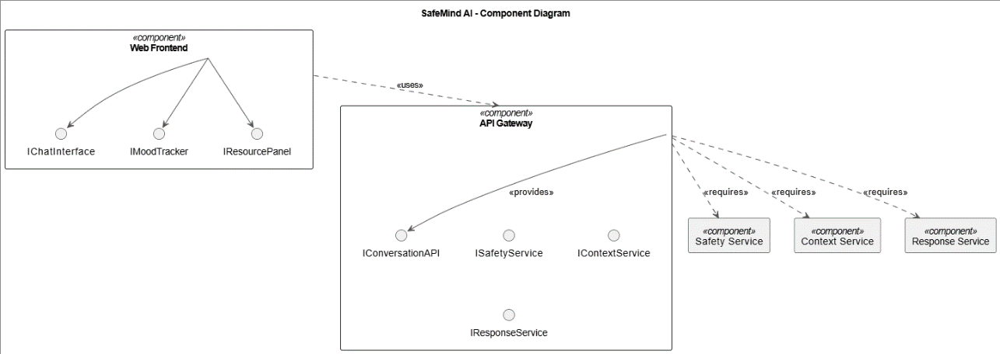 SafeMind AI - Component Diagram
«component»
Web Frontend
IChatInterface
IMoodTracker
IResourcePanel
«uses»
«component»
API Gateway
«provides»
IConversationAPI
ISafetyService
IContextService
IResponseService
«requires»
«requires»
«requires»
«component»
Safety Service
«component»
Context Service
«component»
Response Service